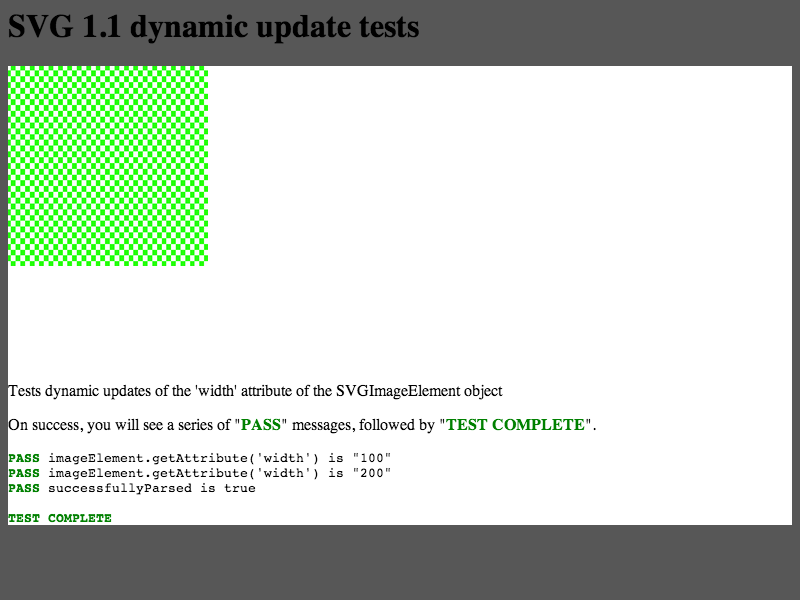 SVG 1.1 dynamic update tests
Tests dynamic updates of the 'width' attribute of the SVGImageElement object
On success, you will see a series of "PASS" messages, followed by "TEST COMPLETE".
PASS imageElement.getAttribute('width') is "100"
PASS imageElement.getAttribute('width') is "200"
PASS successfullyParsed is true
TEST COMPLETE